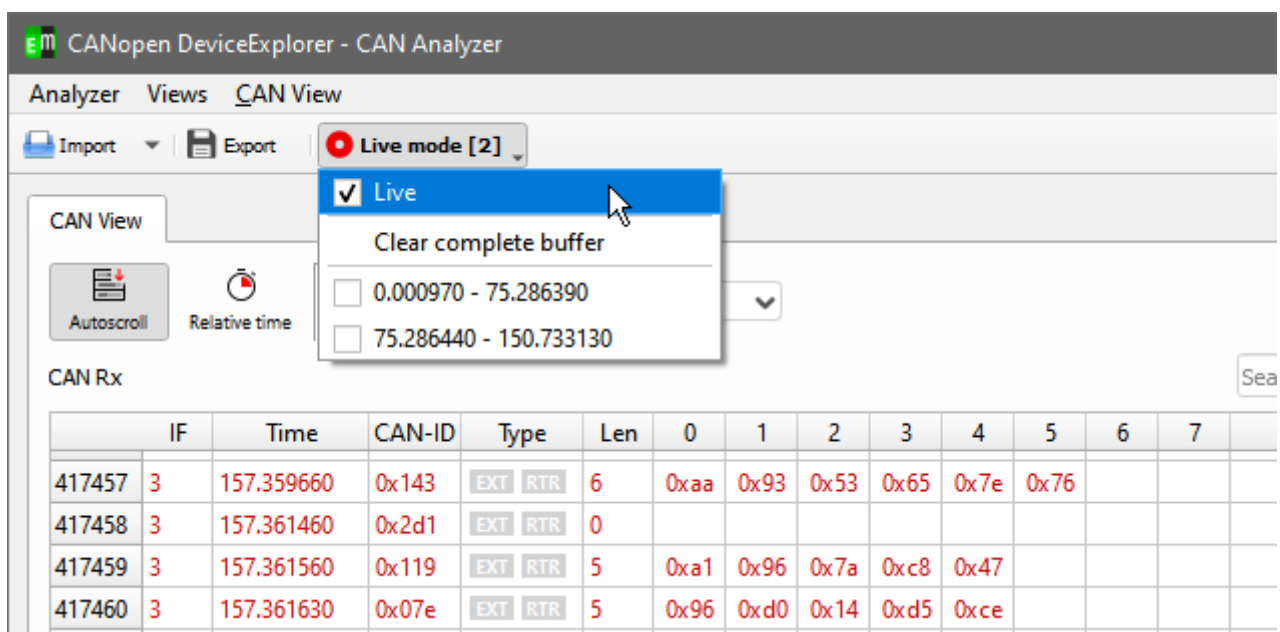 EM CANopen DeviceExplorer - CAN Analyzer
Analyzer Views CAN View
Import Export Live mode [2]
Live
CAN View
Clear complete buffer
0.000970 - 75.286390
Autoscroll Relative time
75.286440 - 150.733130
CAN Rx Sea
IF Time CAN-ID Type Len 0 1 2 3 4 5 6 7
417457 3 157.359660 0x143 EXT RTR 6 0xaa 0x93 0x53 0x65 0x7e 0x76
417458 3 157.361460 0x2d1 EXT RTR 0
417459 3 157.361560 0x119 EXT RTR 5 0xa1 0x96 0x7a 0xc8 0x47
417460 3 157.361630 0x07e EXT RTR 5 0x96 0xd0 0x14 0xd5 0xce